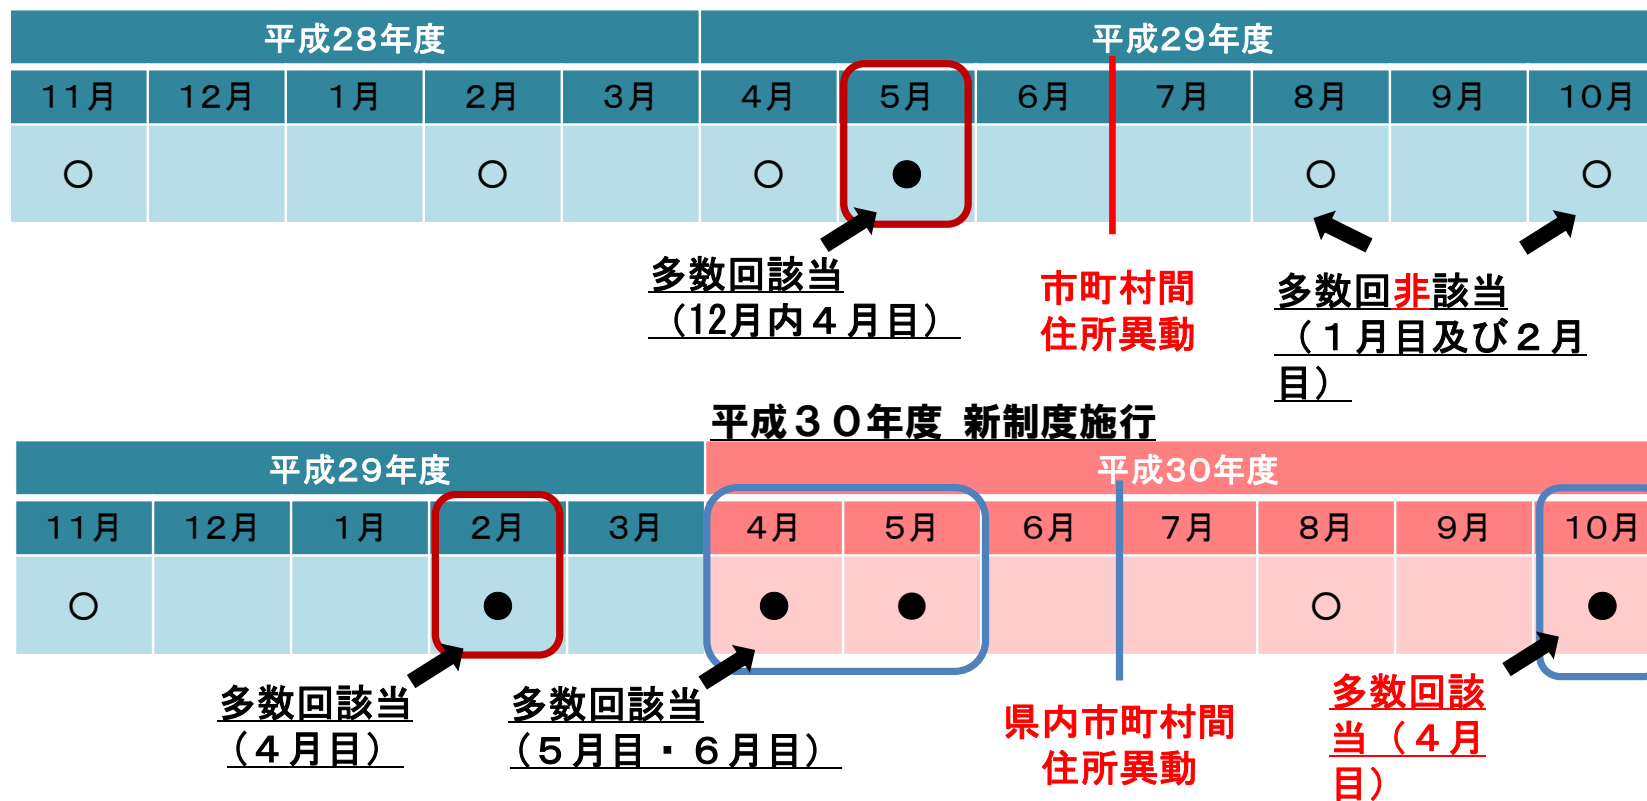 平成28年度 平成29年度
11月 12月 1月 2月 3月 4月 5月 6月 7月 8月 9月 10月
○ ○ ○ ● ○ ○
多数回該当
（12月内４月目）
市町村間
住所異動
多数回非該当
（１月目及び２月
目）
平成３０年度 新制度施行
平成29年度 平成30年度
11月 12月 1月 2月 3月 4月 5月 6月 7月 8月 9月 10月
○ ● ● ● ○ ●
多数回該当
（４月目）
多数回該当
（５月目・６月目）
県内市町村間
住所異動
多数回該
当（４月
目）